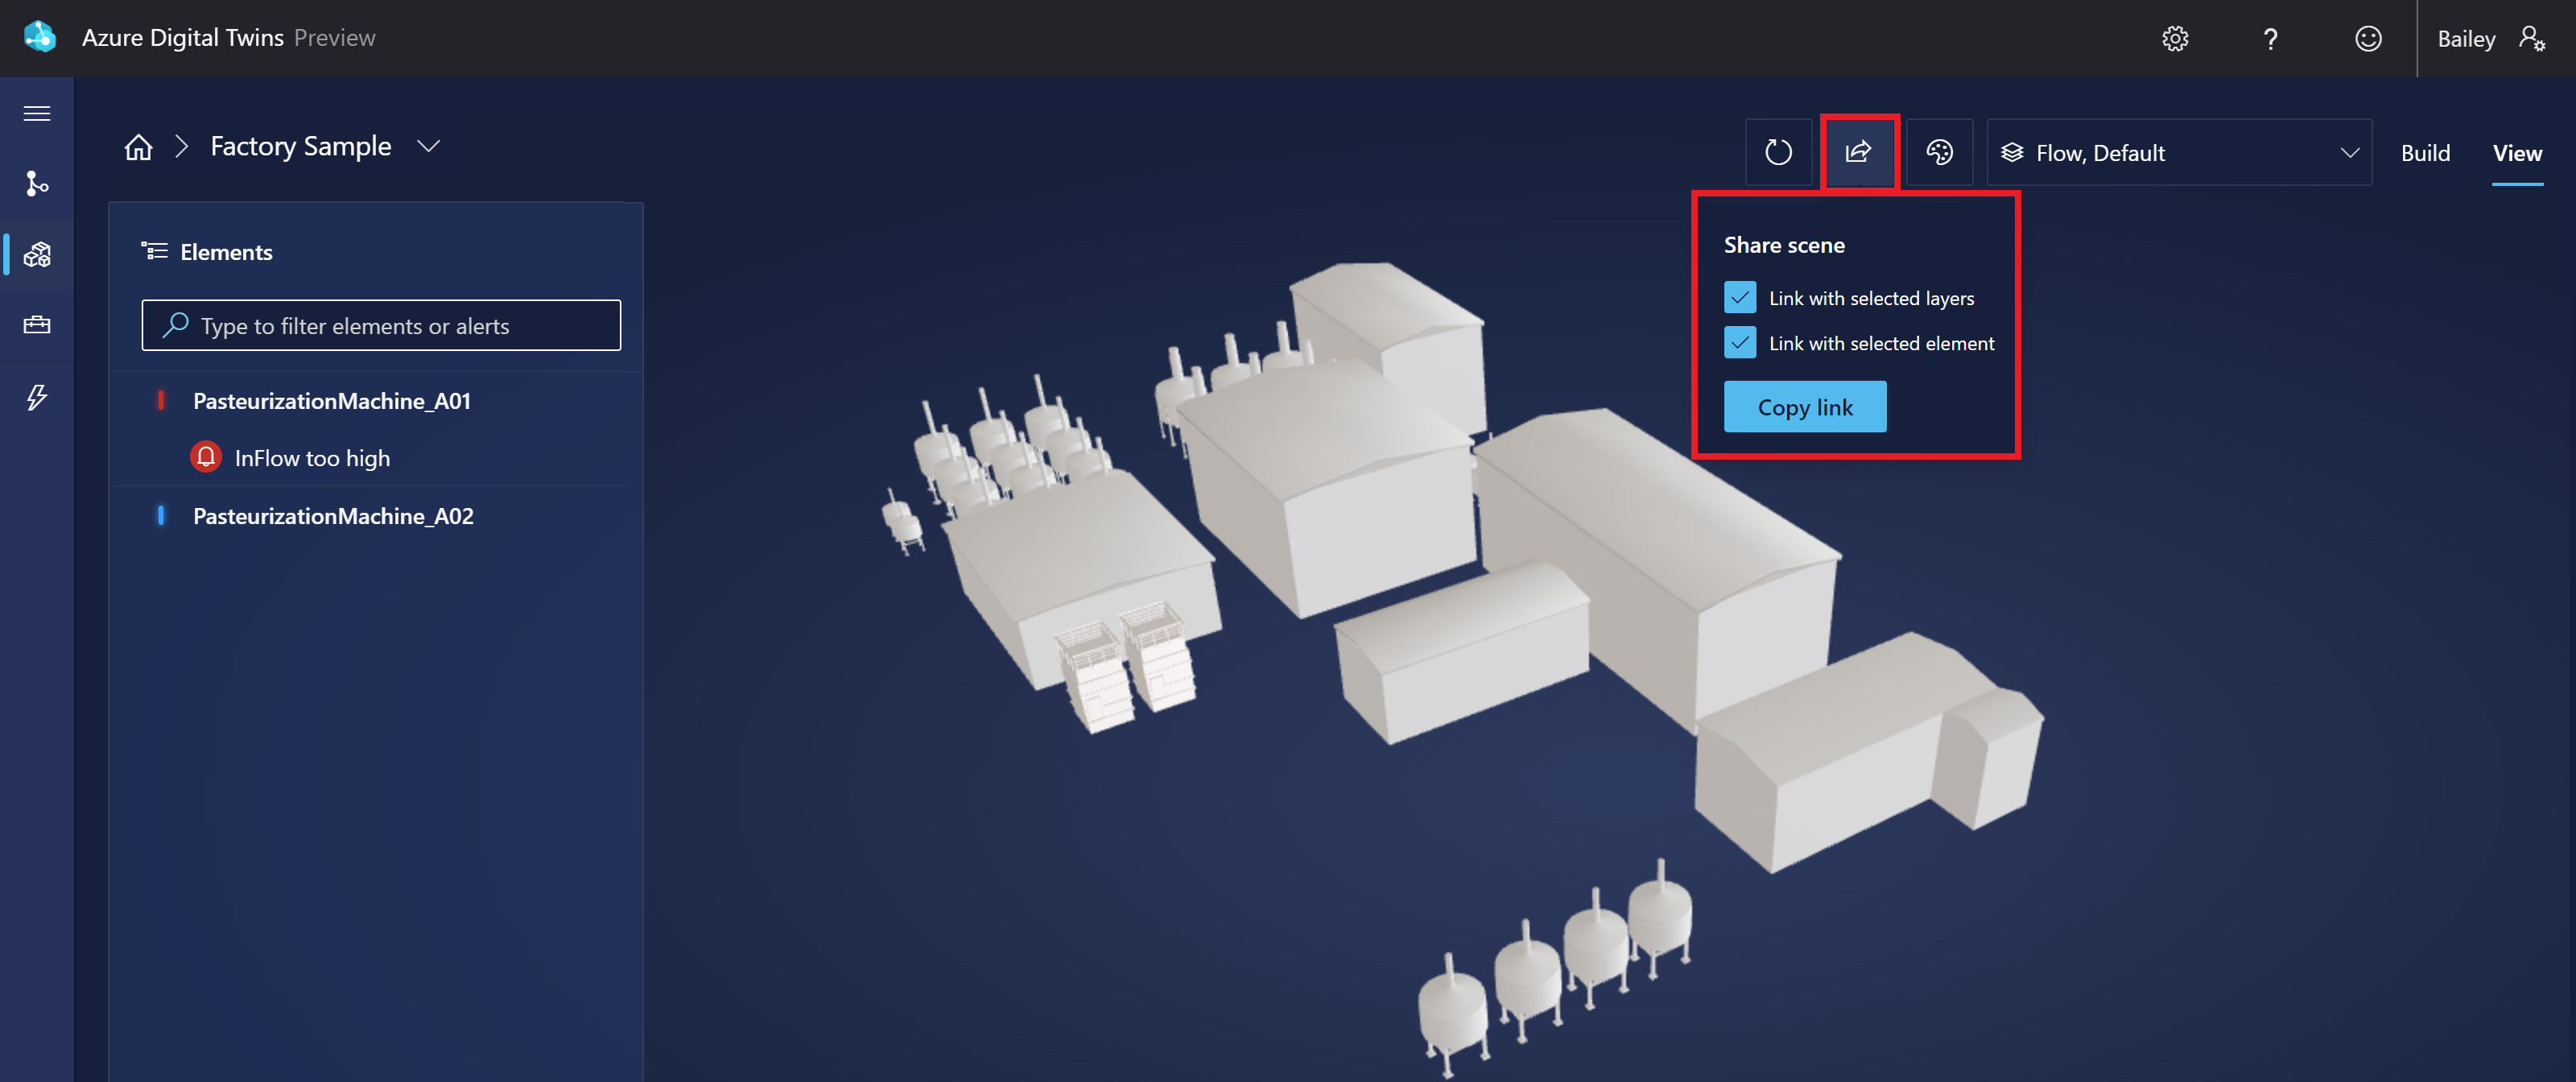 Azure Digital Twins Preview
?
Bailey
Factory Sample
Flow, Default
Build
View
Elements
Type to filter elements or alerts
PasteurizationMachine_A01
InFlow too high
PasteurizationMachine_A02
Share scene
Link with selected layers
Link with selected element
Copy link